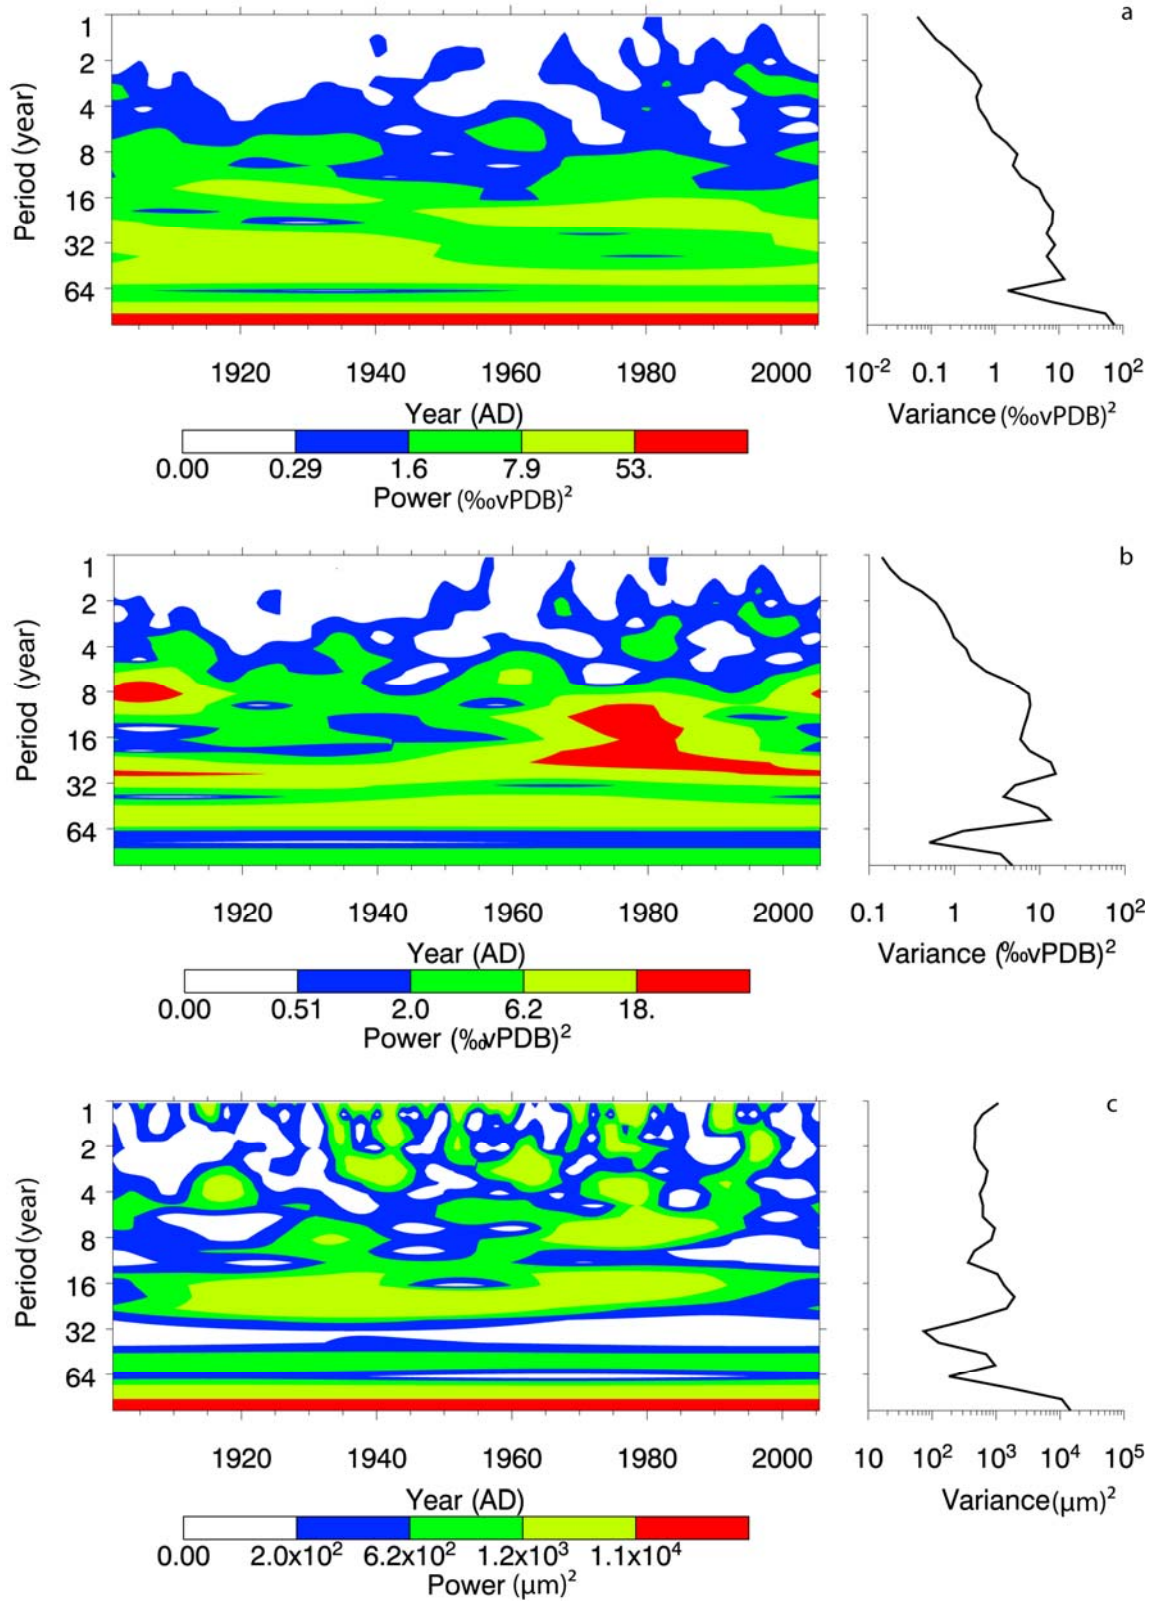 a
1
2
4
8
16
32
64
Period (year)
1920 1940 1960 1980 2000
Year (AD)
0.00 0.29 1.6 7.9 53.
Power (‰vPDB)²
10⁻² 0.1 1 10 10²
Variance (‰vPDB)²
b
1
2
4
8
16
32
64
Period (year)
1920 1940 1960 1980 2000
Year (AD)
0.00 0.51 2.0 6.2 18.
Power (‰vPDB)²
0.1 1 10 10²
Variance (‰vPDB)²
c
1
2
4
8
16
32
64
Period (year)
1920 1940 1960 1980 2000
Year (AD)
0.00 2.0x10² 6.2x10² 1.2x10³ 1.1x10⁴
Power (μm)²
10 10² 10³ 10⁴ 10⁵
Variance(μm)²